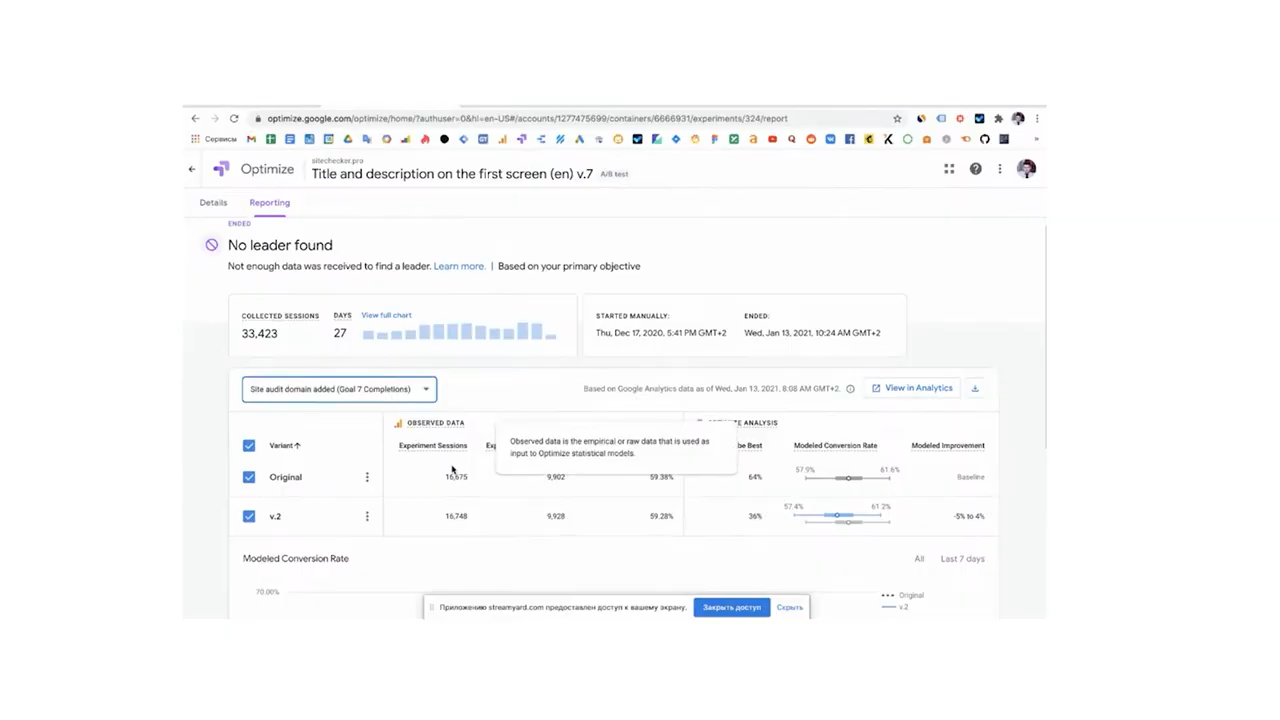 optimize.google.com/optimize/home/?authuser=0&hl=en-US#/accounts/1277475699/containers/6666931/experiments/324/report
Сервисы
sitechecker.pro
Optimize
Title and description on the first screen (en) v.7 A/B test
Details Reporting
ENDED
No leader found
Not enough data was received to find a leader. Learn more. | Based on your primary objective
COLLECTED SESSIONS DAYS View full chart STARTED MANUALLY: ENDED:
33,423 27 Thu, Dec 17, 2020, 5:41 PM GMT+2 Wed, Jan 13, 2021, 10:24 AM GMT+2
Site audit domain added (Goal 7 Completions) Based on Google Analytics data as of Wed, Jan 13, 2021, 8:08 AM GMT+2. View in Analytics
OBSERVED DATA ANALYSIS
Variant Experiment Sessions be Best Modeled Conversion Rate Modeled Improvement
Observed data is the empirical or raw data that is used as
input to Optimize statistical models.
57.9% 61.6%
Original 16,675 9,902 59.38% 64% Baseline
57.4% 61.2%
v.2 16,748 9,928 59.28% 36% -5% to 4%
Modeled Conversion Rate All Last 7 days
70.00% Original
v.2
Приложению streamyard.com предоставлен доступ к вашему экрану. Закрыть доступ Скрыть